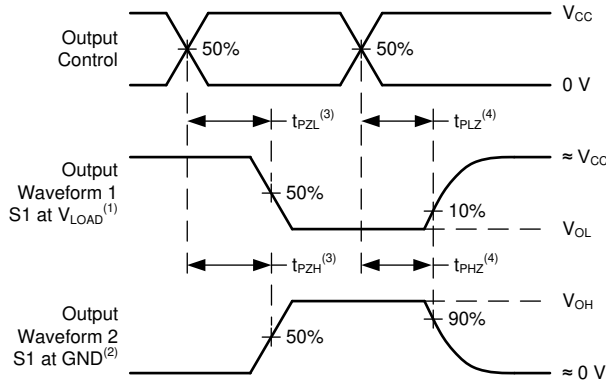 V_CC
Output
Control
50%
50%
0 V
t_PZL^(3)
t_PLZ^(4)
Output
Waveform 1
S1 at V_LOAD^(1)
≈ V_CC
50%
10%
V_OL
t_PZH^(3)
t_PHZ^(4)
Output
Waveform 2
S1 at GND^(2)
V_OH
50%
90%
≈ 0 V